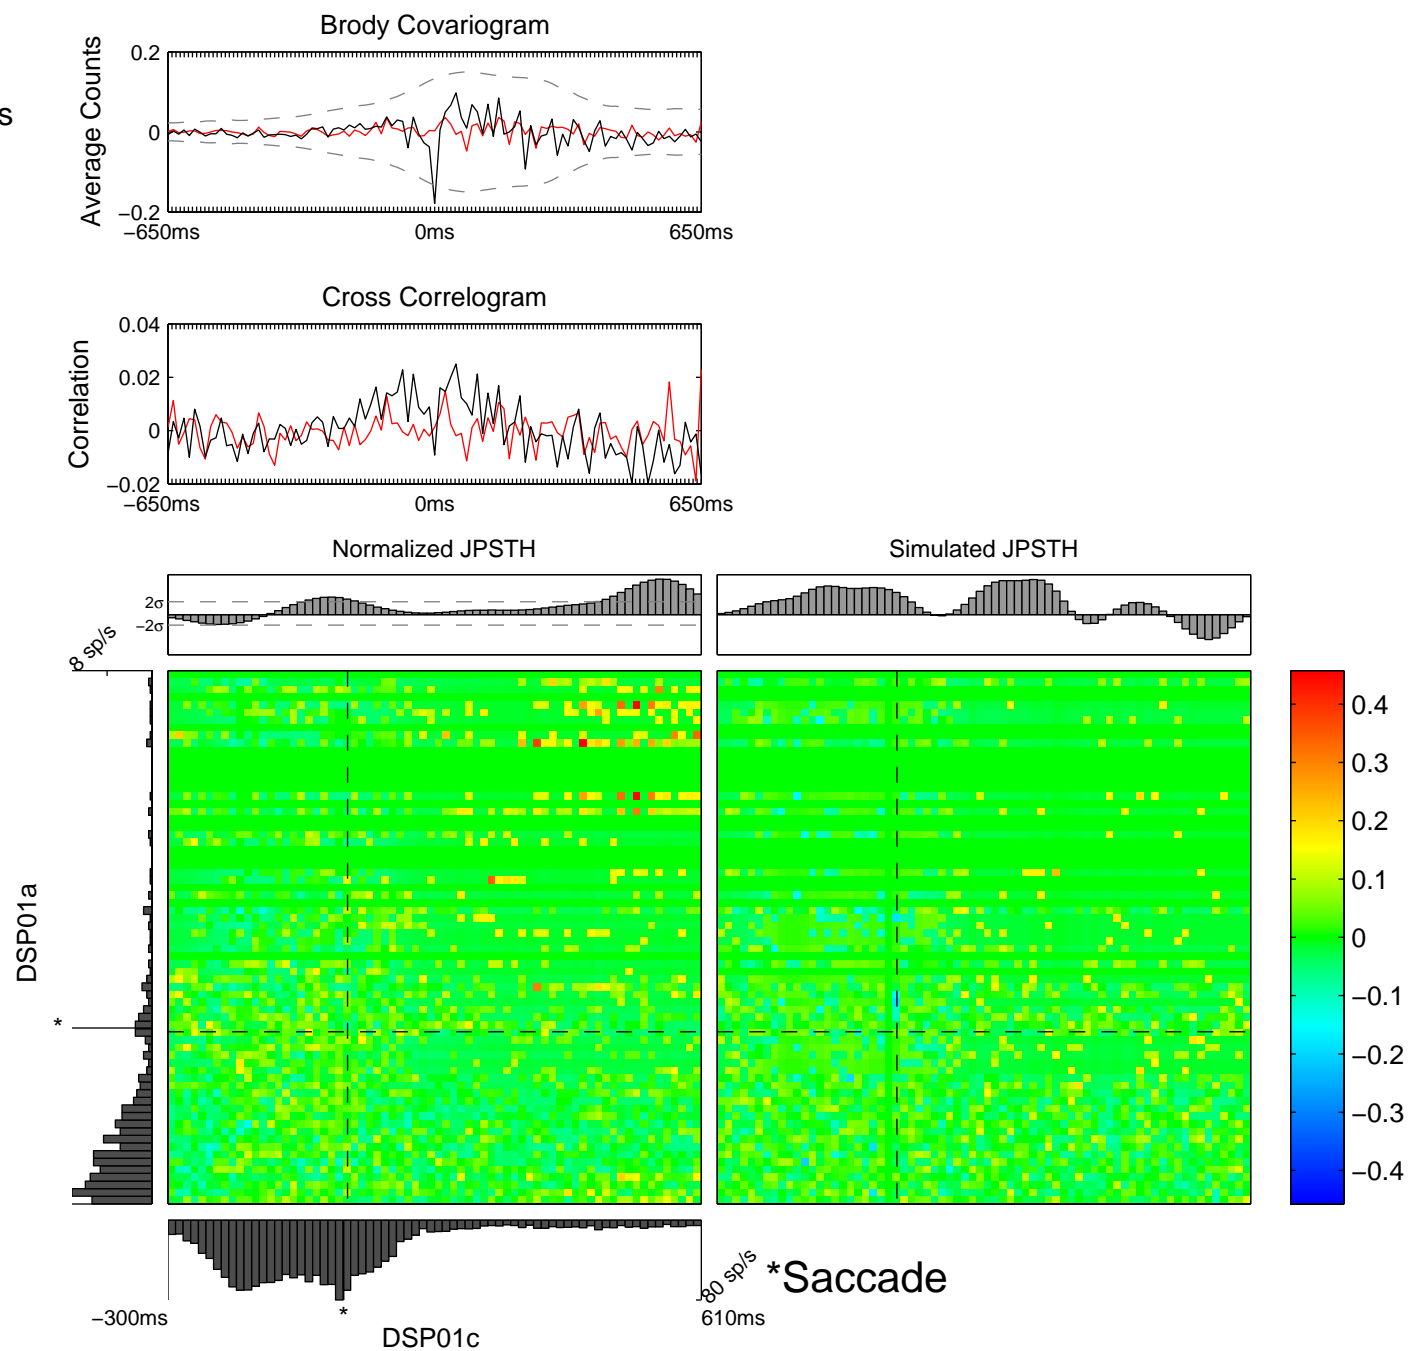 Brody Covariogram
s
Average Counts
0.2
0
−0.2
−650ms
0ms
650ms
Cross Correlogram
Correlation
0.04
0.02
0
−0.02
−650ms
0ms
650ms
Normalized JPSTH
Simulated JPSTH
2σ
−2σ
8 sp/s
DSP01a
*
0.4
0.3
0.2
0.1
0
−0.1
−0.2
−0.3
−0.4
80 sp/s
*Saccade
*
−300ms
610ms
DSP01c